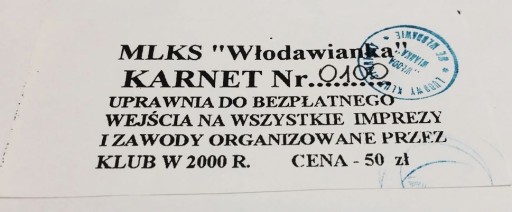 MLKS "Włodawianka"
KARNET Nr..0100....
UPRAWNIA DO BEZPŁATNEGO
WEJŚCIA NA WSZYSTKIE IMPREZY
I ZAWODY ORGANIZOWANE PRZEZ
KLUB W 2000 R. CENA - 50 zł